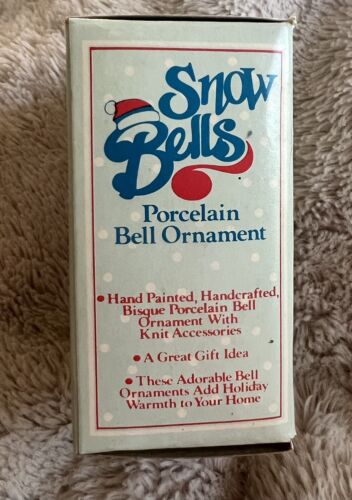 Snow
Bells
Porcelain
Bell Ornament
• Hand Painted, Handcrafted,
Bisque Porcelain Bell
Ornament With
Knit Accessories
• A Great Gift Idea
• These Adorable Bell
Ornaments Add Holiday
Warmth to Your Home